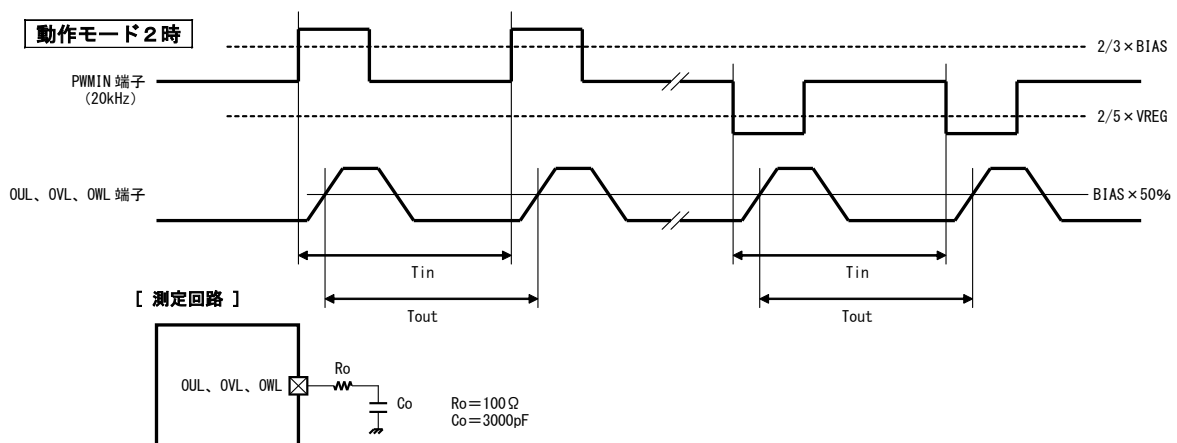 動作モード2時
2/3×BIAS
PWMIN 端子
(20kHz)
2/5×VREG
OUL、OVL、OWL 端子
BIAS×50%
Tin
Tin
Tout
Tout
[ 測定回路 ]
OUL、OVL、OWL
Ro
Co
Ro=100Ω
Co=3000pF